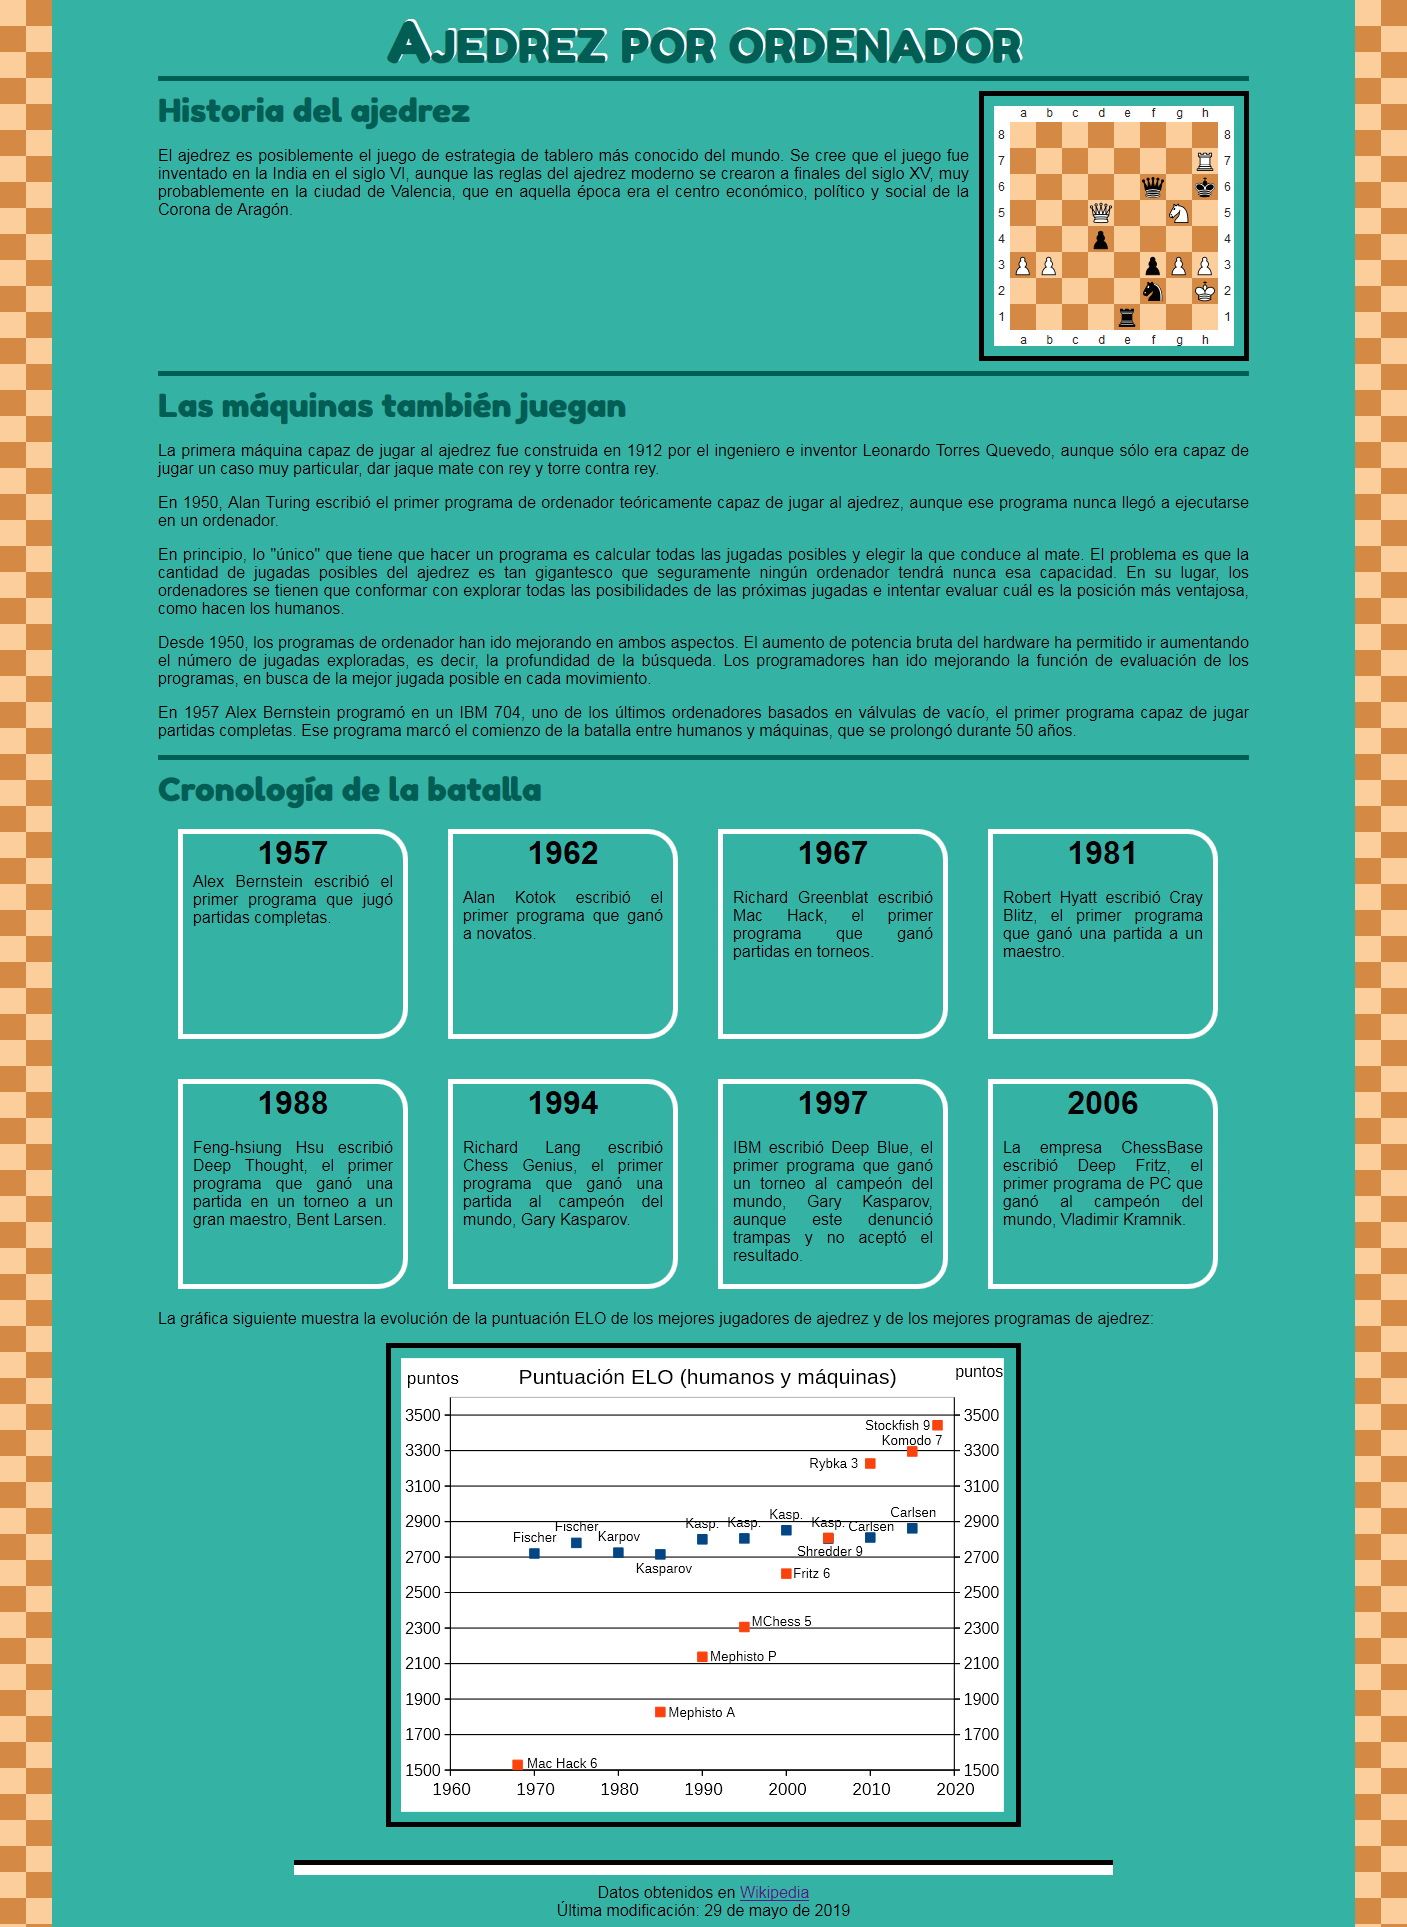 Ajedrez por ordenador
Historia del ajedrez
El ajedrez es posiblemente el juego de estrategia de tablero más conocido del mundo. Se cree que el juego fue
inventado en la India en el siglo VI, aunque las reglas del ajedrez moderno se crearon a finales del siglo XV, muy
probablemente en la ciudad de Valencia, que en aquella época era el centro económico, político y social de la
Corona de Aragón.
a b c d e f g h
8 8
7 7
6 6
5 5
4 4
3 3
2 2
1 1
a b c d e f g h
Las máquinas también juegan
La primera máquina capaz de jugar al ajedrez fue construida en 1912 por el ingeniero e inventor Leonardo Torres Quevedo, aunque sólo era capaz de
jugar un caso muy particular, dar jaque mate con rey y torre contra rey.
En 1950, Alan Turing escribió el primer programa de ordenador teóricamente capaz de jugar al ajedrez, aunque ese programa nunca llegó a ejecutarse
en un ordenador.
En principio, lo "único" que tiene que hacer un programa es calcular todas las jugadas posibles y elegir la que conduce al mate. El problema es que la
cantidad de jugadas posibles del ajedrez es tan gigantesco que seguramente ningún ordenador tendrá nunca esa capacidad. En su lugar, los
ordenadores se tienen que conformar con explorar todas las posibilidades de las próximas jugadas e intentar evaluar cuál es la posición más ventajosa,
como hacen los humanos.
Desde 1950, los programas de ordenador han ido mejorando en ambos aspectos. El aumento de potencia bruta del hardware ha permitido ir aumentando
el número de jugadas exploradas, es decir, la profundidad de la búsqueda. Los programadores han ido mejorando la función de evaluación de los
programas, en busca de la mejor jugada posible en cada movimiento.
En 1957 Alex Bernstein programó en un IBM 704, uno de los últimos ordenadores basados en válvulas de vacío, el primer programa capaz de jugar
partidas completas. Ese programa marcó el comienzo de la batalla entre humanos y máquinas, que se prolongó durante 50 años.
Cronología de la batalla
1957
Alex Bernstein escribió el
primer programa que jugó
partidas completas.
1962
Alan Kotok escribió el
primer programa que ganó
a novatos.
1967
Richard Greenblat escribió
Mac Hack, el primer
programa que ganó
partidas en torneos.
1981
Robert Hyatt escribió Cray
Blitz, el primer programa
que ganó una partida a un
maestro.
1988
Feng-hsiung Hsu escribió
Deep Thought, el primer
programa que ganó una
partida en un torneo a un
gran maestro, Bent Larsen.
1994
Richard Lang escribió
Chess Genius, el primer
programa que ganó una
partida al campeón del
mundo, Gary Kasparov.
1997
IBM escribió Deep Blue, el
primer programa que ganó
un torneo al campeón del
mundo, Gary Kasparov,
aunque este denunció
trampas y no aceptó el
resultado.
2006
La empresa ChessBase
escribió Deep Fritz, el
primer programa de PC que
ganó al campeón del
mundo, Vladimir Kramnik.
La gráfica siguiente muestra la evolución de la puntuación ELO de los mejores jugadores de ajedrez y de los mejores programas de ajedrez:
puntos Puntuación ELO (humanos y máquinas) puntos
3500 Stockfish 9 3500
Komodo 7
3300 3300
Rybka 3
3100 3100
Carlsen
Kasp.
2900 Fischer Kasp. Kasp. Kasp. Carlsen 2900
Fischer Karpov
2700 Shredder 9 2700
Kasparov Fritz 6
2500 2500
2300 MChess 5 2300
2100 Mephisto P 2100
1900 1900
Mephisto A
1700 1700
1500 Mac Hack 6 1500
1960 1970 1980 1990 2000 2010 2020
Datos obtenidos en Wikipedia
Última modificación: 29 de mayo de 2019